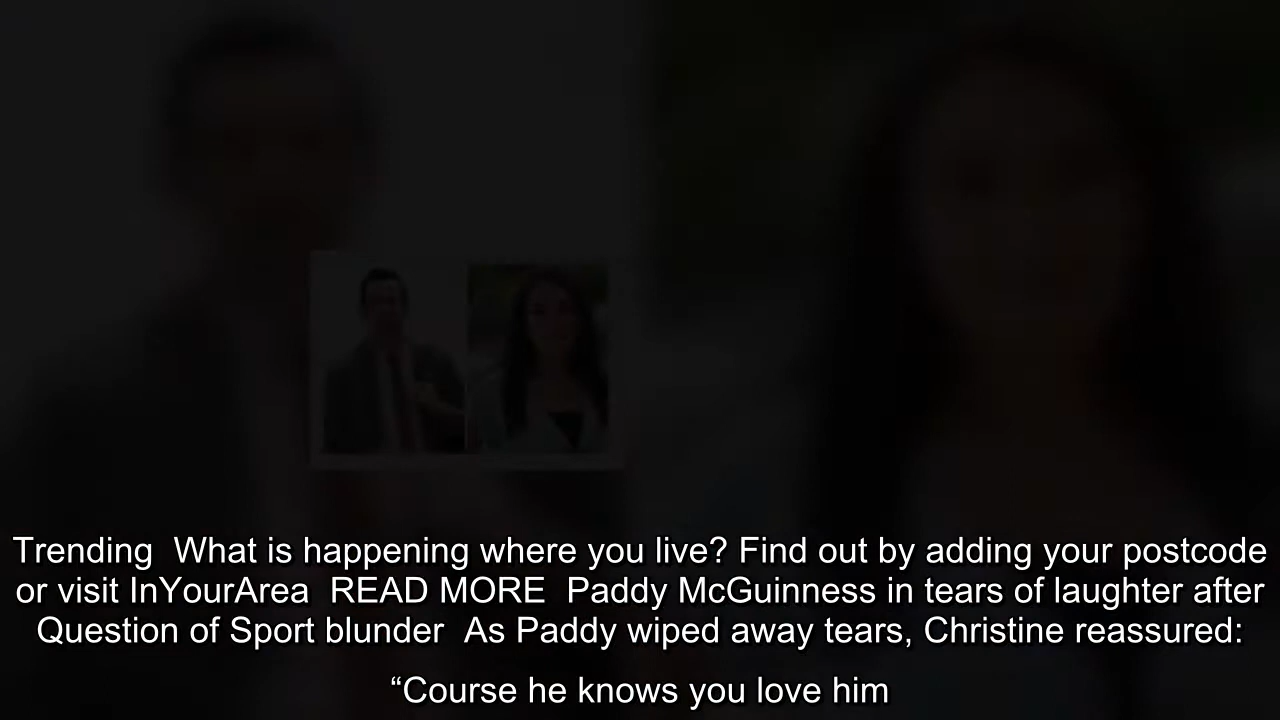 Trending  What is happening where you live? Find out by adding your postcode
or visit InYourArea  READ MORE  Paddy McGuinness in tears of laughter after
Question of Sport blunder  As Paddy wiped away tears, Christine reassured:
“Course he knows you love him